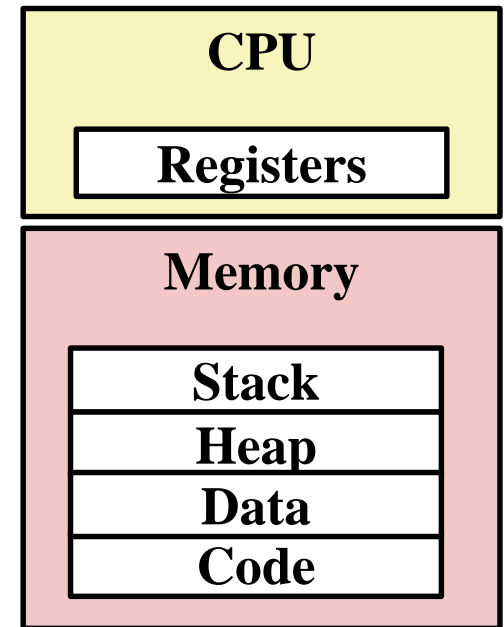 CPU
Registers
Memory
Stack
Heap
Data
Code